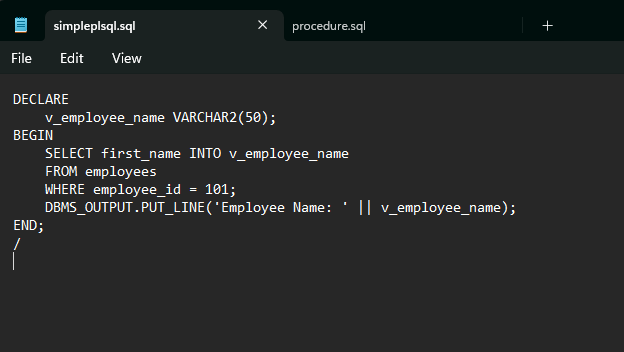 simpleplsql.sql procedure.sql
File Edit View
DECLARE
    v_employee_name VARCHAR2(50);
BEGIN
    SELECT first_name INTO v_employee_name
    FROM employees
    WHERE employee_id = 101;
    DBMS_OUTPUT.PUT_LINE('Employee Name: ' || v_employee_name);
END;
/